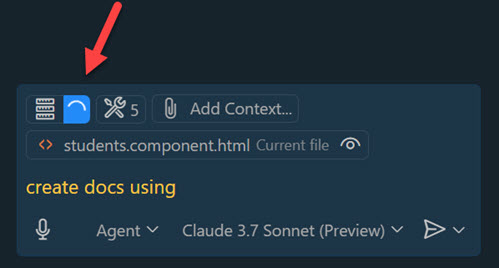 5 Add Context...
<> students.component.html Current file
create docs using
Agent Claude 3.7 Sonnet (Preview)